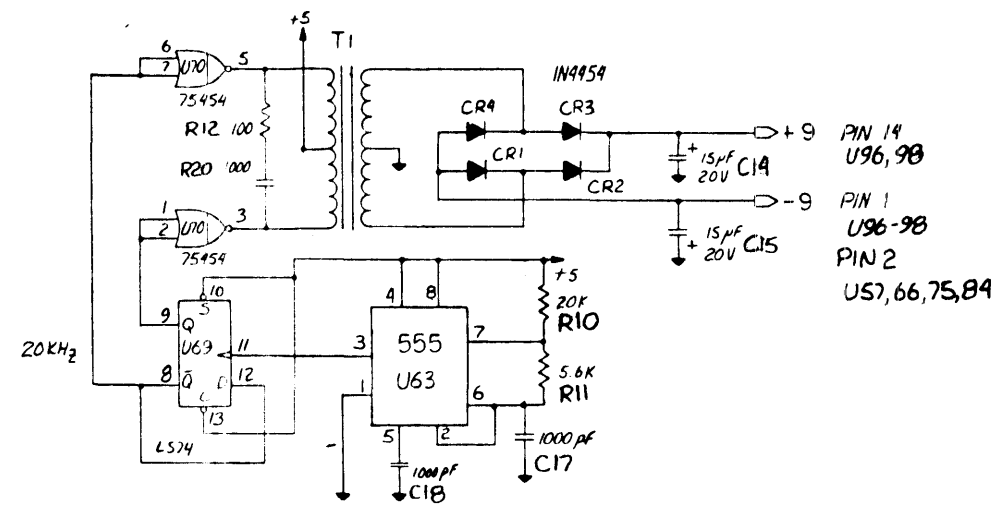 +5
T1
6
7
U70
5
75454
R12 100
R20 1000
1
2
U70
3
75454
1N4454
CR4
CR3
CR1
CR2
+
15µF
20V
C14
+9
PIN 14
U96, 98
+
15µF
20V
C15
-9
PIN 1
U96-98
PIN 2
U57, 66, 75, 84
20KHz
10
S
9
Q
U69
11
8
Q̄
D
12
C
13
LS74
4
8
3
555
U63
7
1
6
5
2
+5
20K
R10
5.6K
R11
1000pF
C17
1000pF
C18